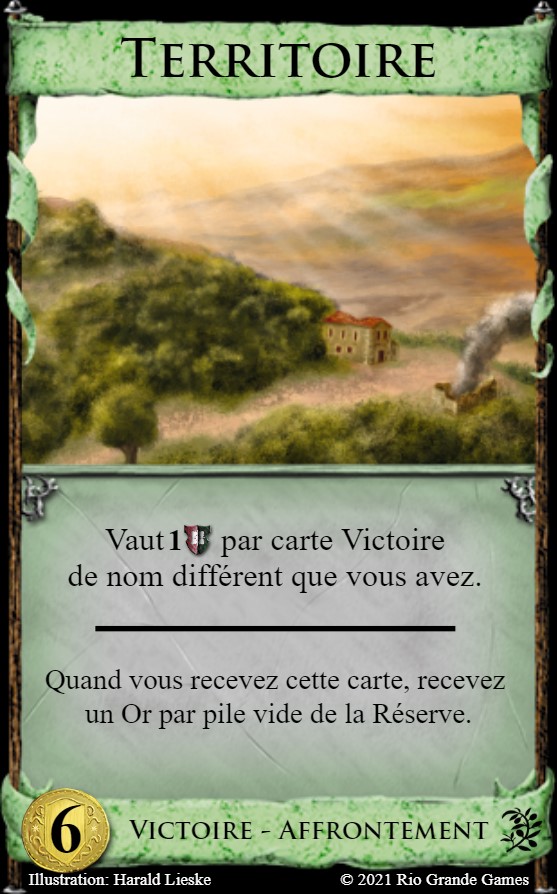 Territoire
Vaut 1 par carte Victoire
de nom différent que vous avez.
Quand vous recevez cette carte, recevez
un Or par pile vide de la Réserve.
6
Victoire - Affrontement
Illustration: Harald Lieske
© 2021 Rio Grande Games